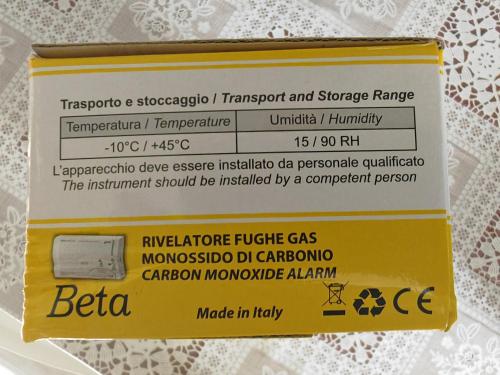 Trasporto e stoccaggio / Transport and Storage Range
Temperatura / Temperature Umidità / Humidity
-10°C / +45°C 15 / 90 RH
L'apparecchio deve essere installato da personale qualificato
The instrument should be installed by a competent person
RIVELATORE FUGHE GAS
MONOSSIDO DI CARBONIO
CARBON MONOXIDE ALARM
Beta
Made in Italy
CE